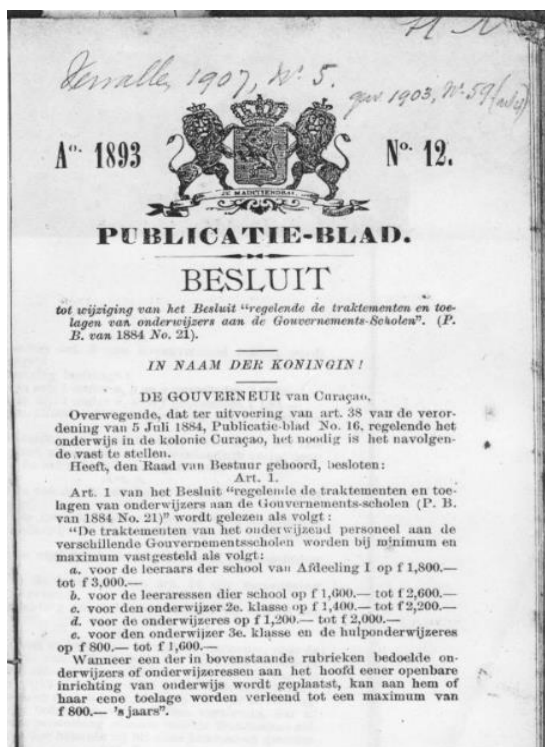 1907, No. 5.
gew 1903, No. 59
Ao. 1893
No. 12.
JE MAINTIENDRAI
PUBLICATIE-BLAD.
BESLUIT
tot wijziging van het Besluit “regelende de traktementen en toe-
lagen van onderwijzers aan de Gouvernements-Scholen”. (P.
B. van 1884 No. 21).
IN NAAM DER KONINGIN!
DE GOUVERNEUR van Curaçao,
Overwegende, dat ter uitvoering van art. 38 van de veror-
dening van 5 Juli 1884, Publicatie-blad No. 16, regelende het
onderwijs in de kolonie Curaçao, het noodig is het navolgen-
de vast te stellen.
Heeft, den Raad van Bestuur gehoord, besloten:
Art. 1.
Art. 1 van het Besluit “regelende de traktementen en toe-
lagen van onderwijzers aan de Gouvernements-scholen (P. B.
van 1884 No. 21)” wordt gelezen als volgt:
“De traktementen van het onderwijzend personeel aan de
verschillende Gouvernementsscholen worden bij minimum en
maximum vastgesteld als volgt:
a. voor de leeraars der school van Afdeeling I op f 1,800.—
tot f 3,000.—
b. voor de leeraressen dier school op f 1,600.— tot f 2,600.—
c. voor den onderwijzer 2e. klasse op f 1,400.— tot f 2,200.—
d. voor de onderwijzeres op f 1,200.— tot f 2,000.—
e. voor den onderwijzer 3e. klasse en de hulponderwijzeres
op f 800.— tot f 1,600.—
Wanneer een der in bovenstaande rubrieken bedoelde on-
derwijzers of onderwijzeressen aan het hoofd eener openbare
inrichting van onderwijs wordt geplaatst, kan aan hem of
haar eene toelage worden verleend tot een maximum van
f 800.— ’s jaars”.